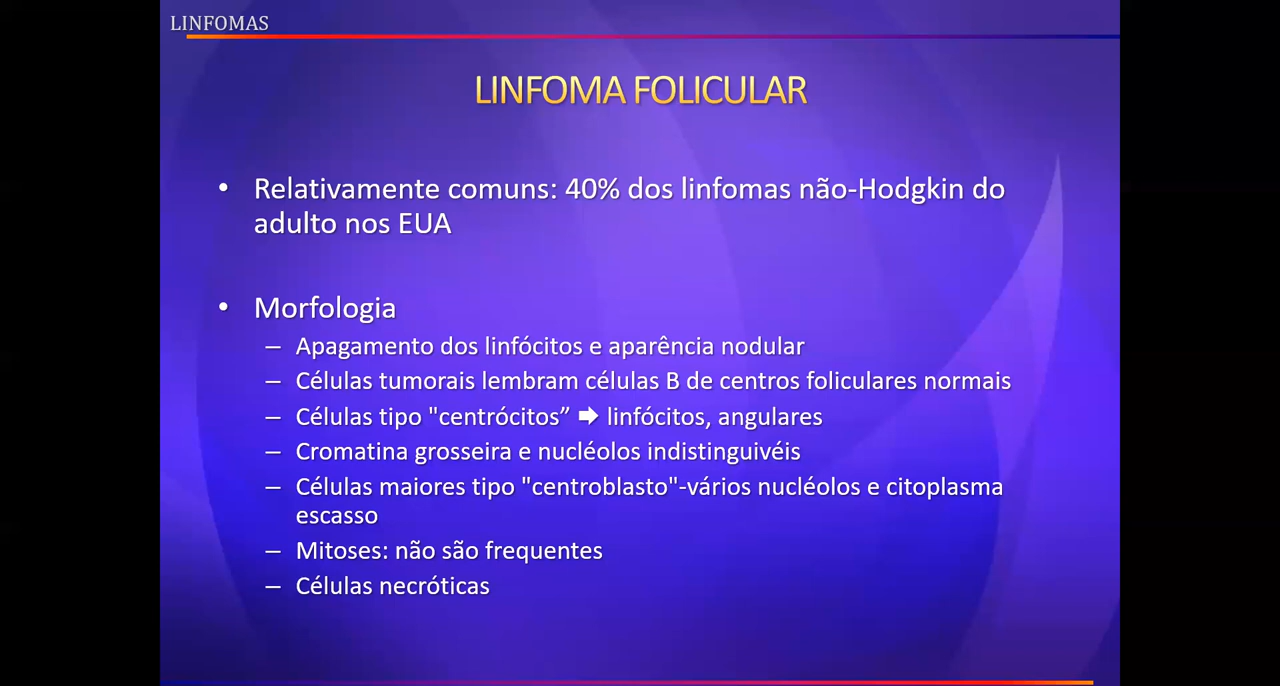 LINFOMAS
LINFOMA FOLICULAR
• Relativamente comuns: 40% dos linfomas não-Hodgkin do
adulto nos EUA
• Morfologia
– Apagamento dos linfócitos e aparência nodular
– Células tumorais lembram células B de centros foliculares normais
– Células tipo "centrócitos” ➡ linfócitos, angulares
– Cromatina grosseira e nucléolos indistinguivéis
– Células maiores tipo "centroblasto"-vários nucléolos e citoplasma
escasso
– Mitoses: não são frequentes
– Células necróticas